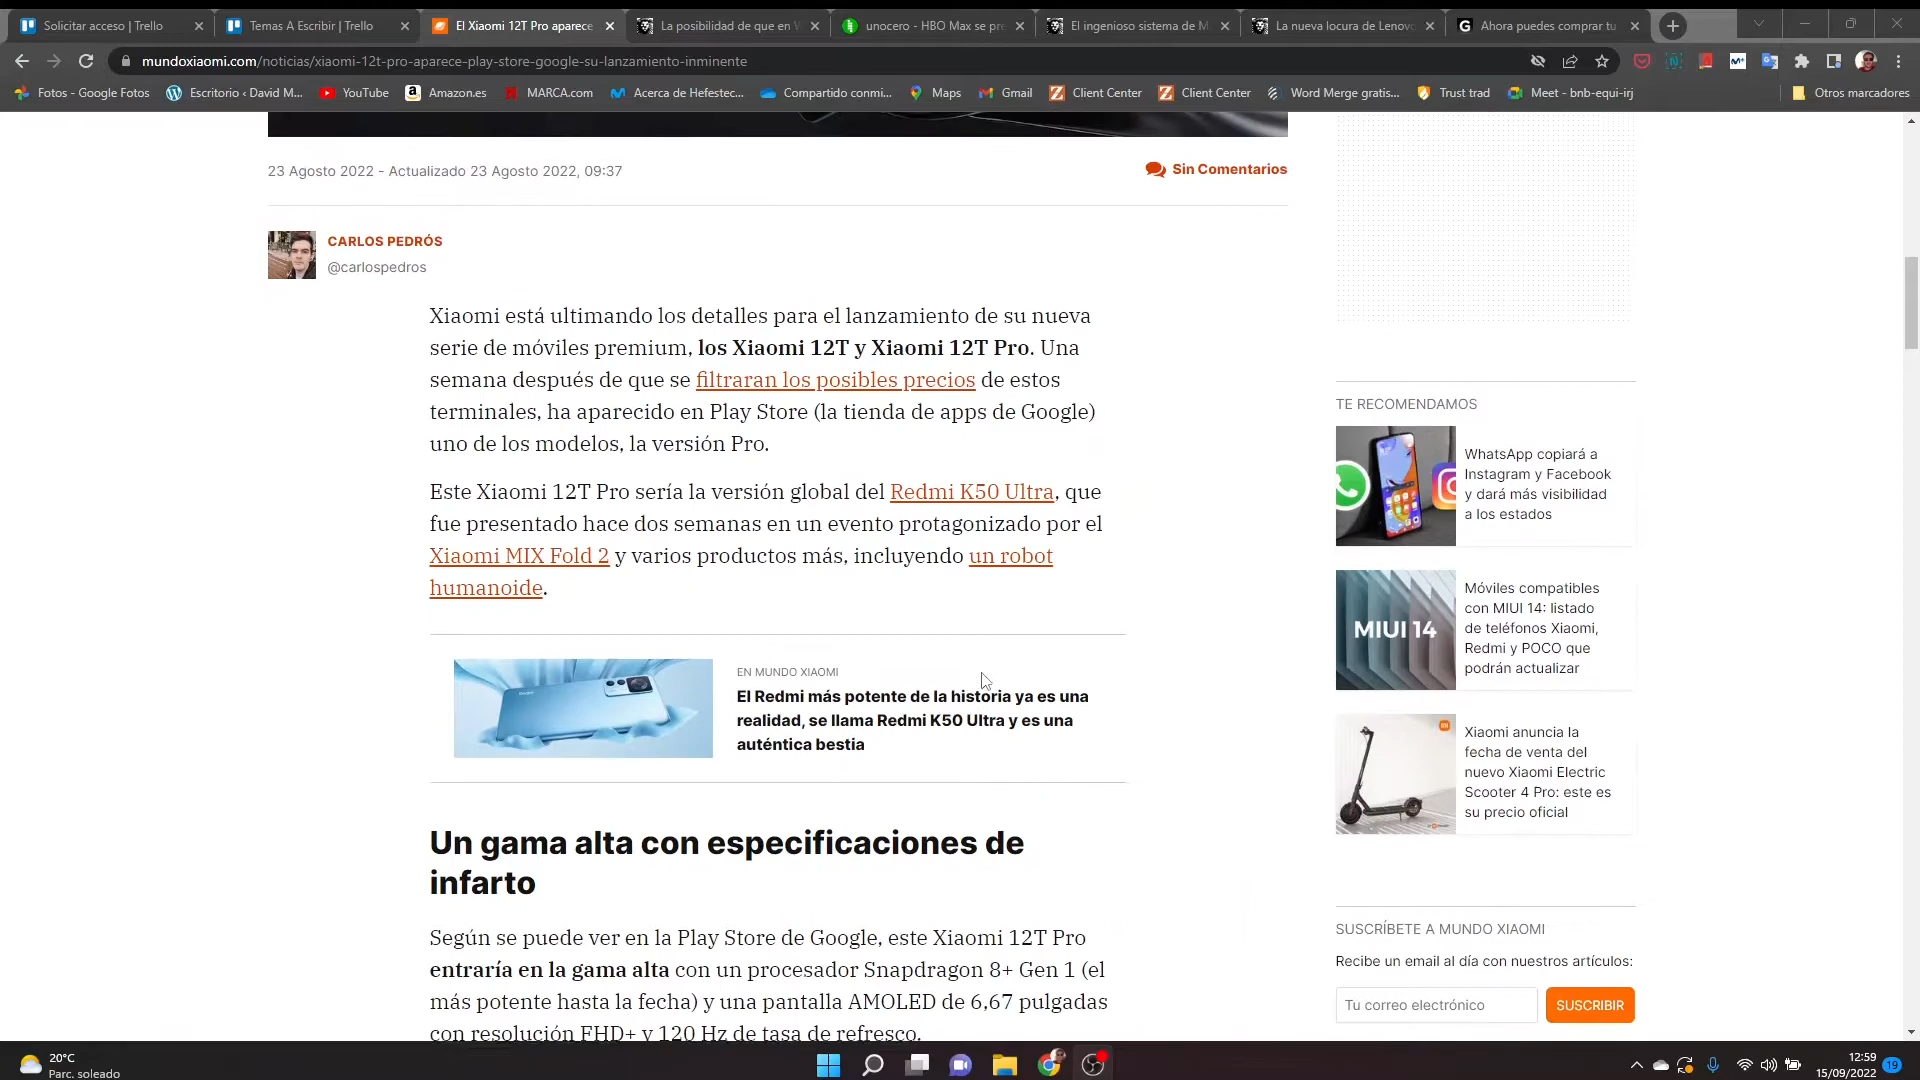 Solicitar acceso | Trello
Temas A Escribir | Trello
El Xiaomi 12T Pro aparece
La posibilidad de que en
unocero - HBO Max se pre
El ingenioso sistema de M
La nueva locura de Lenovo
Ahora puedes comprar tu
mundoxiaomi.com/noticias/xiaomi-12t-pro-aparece-play-store-google-su-lanzamiento-inminente
Fotos - Google Fotos
Escritorio ‹ David M...
YouTube
Amazon.es
MARCA.com
Acerca de Hefestec...
Compartido conmi...
Maps
Gmail
Client Center
Client Center
Word Merge gratis...
Trust trad
Meet - bnb-equi-irj
Otros marcadores
23 Agosto 2022 - Actualizado 23 Agosto 2022, 09:37
Sin Comentarios
CARLOS PEDRÓS
@carlospedros
Xiaomi está ultimando los detalles para el lanzamiento de su nueva
serie de móviles premium, los Xiaomi 12T y Xiaomi 12T Pro. Una
semana después de que se filtraran los posibles precios de estos
terminales, ha aparecido en Play Store (la tienda de apps de Google)
uno de los modelos, la versión Pro.
Este Xiaomi 12T Pro sería la versión global del Redmi K50 Ultra, que
fue presentado hace dos semanas en un evento protagonizado por el
Xiaomi MIX Fold 2 y varios productos más, incluyendo un robot
humanoide.
EN MUNDO XIAOMI
El Redmi más potente de la historia ya es una
realidad, se llama Redmi K50 Ultra y es una
auténtica bestia
Un gama alta con especificaciones de
infarto
Según se puede ver en la Play Store de Google, este Xiaomi 12T Pro
entraría en la gama alta con un procesador Snapdragon 8+ Gen 1 (el
más potente hasta la fecha) y una pantalla AMOLED de 6,67 pulgadas
con resolución FHD+ y 120 Hz de tasa de refresco.
TE RECOMENDAMOS
WhatsApp copiará a
Instagram y Facebook
y dará más visibilidad
a los estados
MIUI 14
Móviles compatibles
con MIUI 14: listado
de teléfonos Xiaomi,
Redmi y POCO que
podrán actualizar
Xiaomi anuncia la
fecha de venta del
nuevo Xiaomi Electric
Scooter 4 Pro: este es
su precio oficial
SUSCRÍBETE A MUNDO XIAOMI
Recibe un email al día con nuestros artículos:
Tu correo electrónico
SUSCRIBIR
20°C
Parc. soleado
12:59
15/09/2022
19